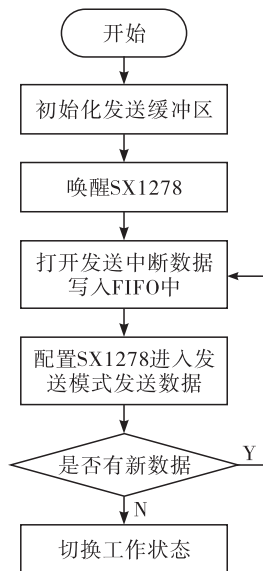 开始
初始化发送缓冲区
唤醒SX1278
打开发送中断数据
写入FIFO中
配置SX1278进入发
送模式发送数据
是否有新数据
Y
N
切换工作状态